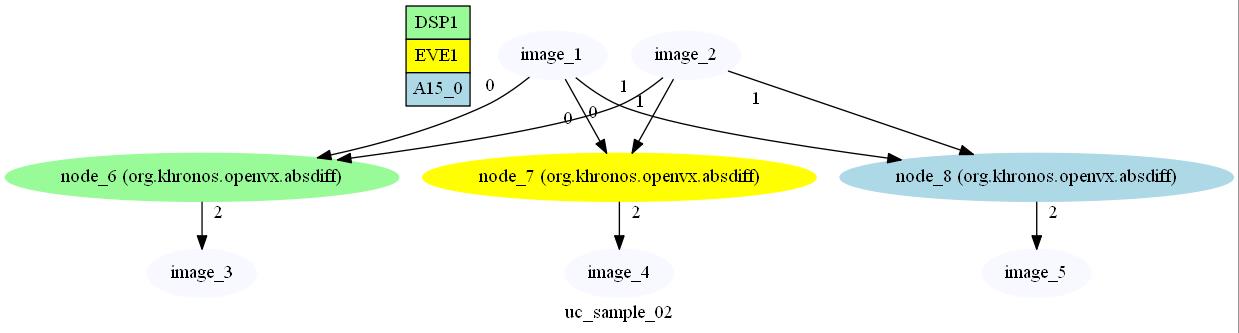 DSP1
EVE1
A15_0
image_1
image_2
0
1
1
1
0
0
node_6 (org.khronos.openvx.absdiff)
node_7 (org.khronos.openvx.absdiff)
node_8 (org.khronos.openvx.absdiff)
2
2
2
image_3
image_4
image_5
uc_sample_02